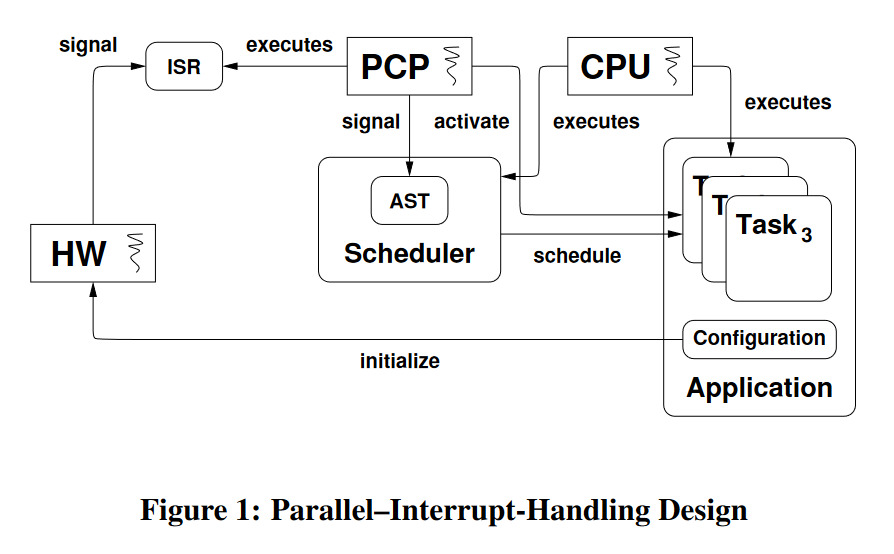 signal
ISR
executes
PCP
CPU
signal
activate
executes
executes
AST
Scheduler
T
T
Task 3
HW
schedule
Configuration
initialize
Application
Figure 1: Parallel–Interrupt-Handling Design